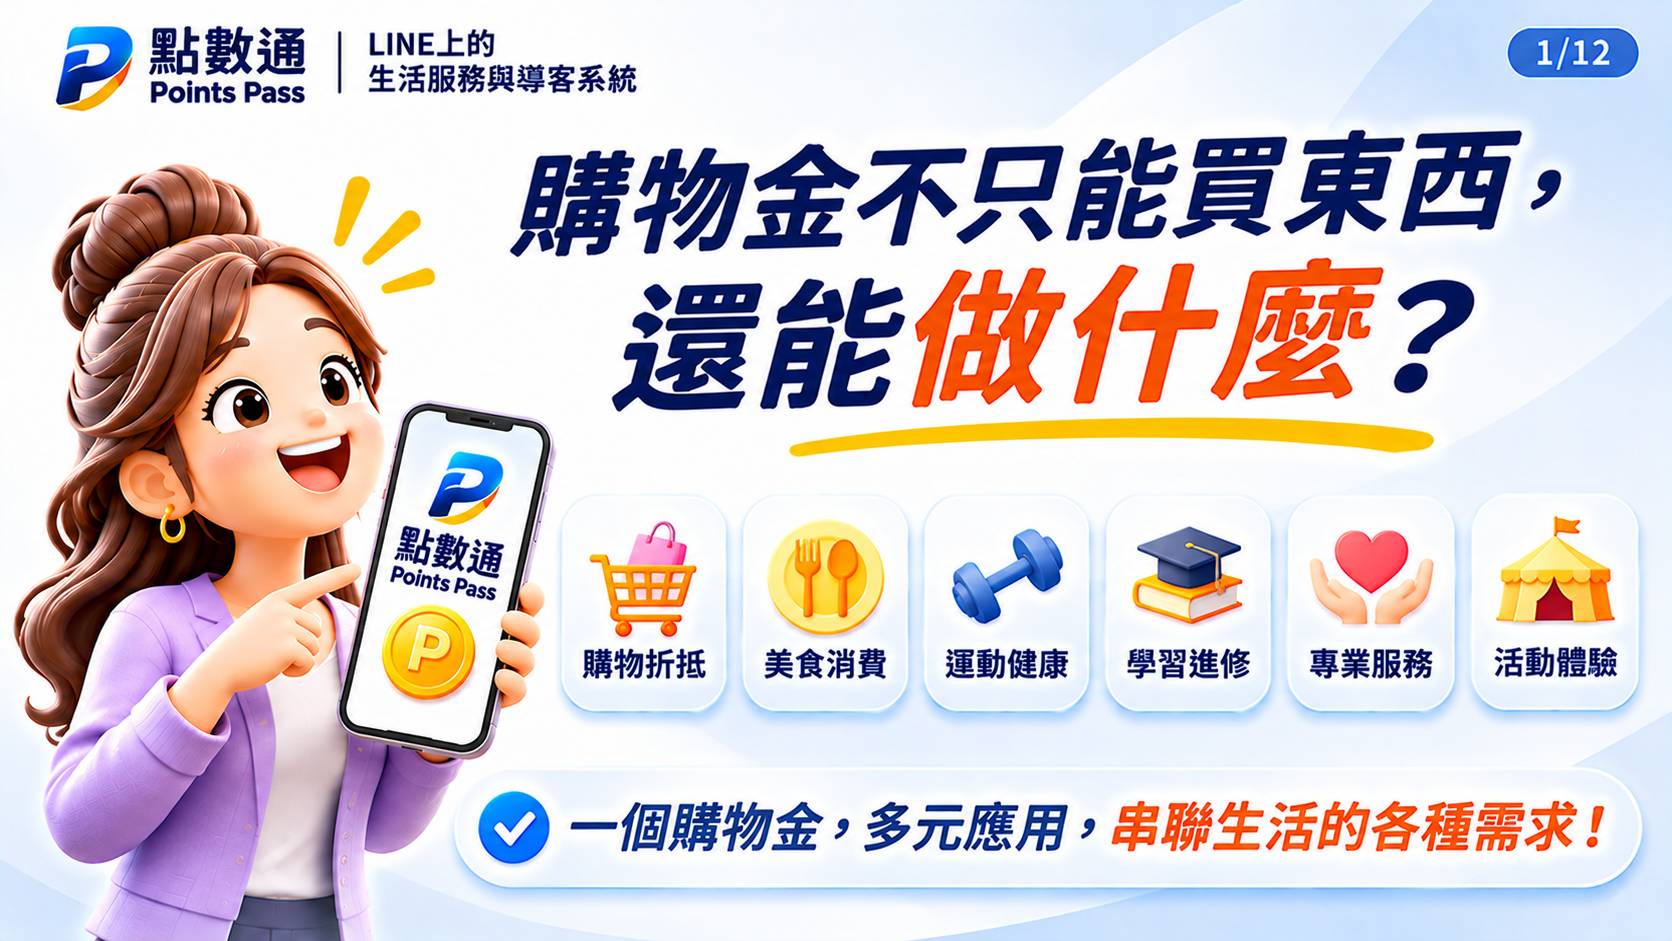 點數通
Points Pass
LINE上的
生活服務與導客系統
1/12
購物金不只能買東西，
還能做什麼？
點數通
Points Pass
P
購物折抵
美食消費
運動健康
學習進修
專業服務
活動體驗
一個購物金，多元應用，串聯生活的各種需求！